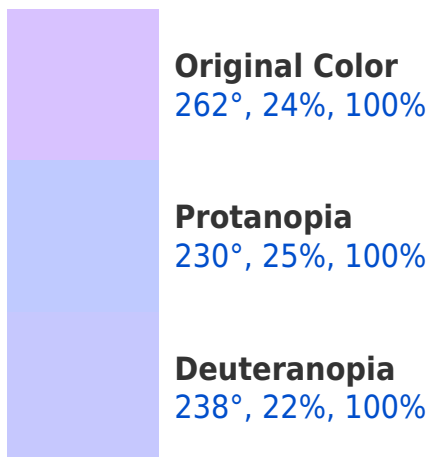 Original Color
262°, 24%, 100%
Protanopia
230°, 25%, 100%
Deuteranopia
238°, 22%, 100%